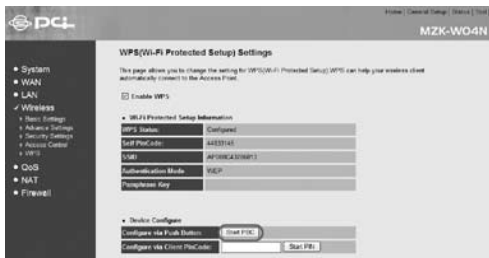 PCI
Home | General Setup | Status | Tool
MZK-WO4N
WPS(Wi-Fi Protected Setup) Settings
This page allows you to change the setting for WPS(Wi-Fi Protected Setup) WPS can help your wireless client
automatically connect to the Access Point.
Enable WPS
System
WAN
LAN
Wireless
Basic Settings
Advance Settings
Security Settings
Access Control
WPS
QoS
NAT
Firewall
Wi-Fi Protected Setup Information
WPS Status: Configured
Self PinCode:
SSID
Authentication Mode WEP
Passphrase Key
Device Configure
Configure via Push Button: Start PBC
Configure via Client PinCode: Start PIN